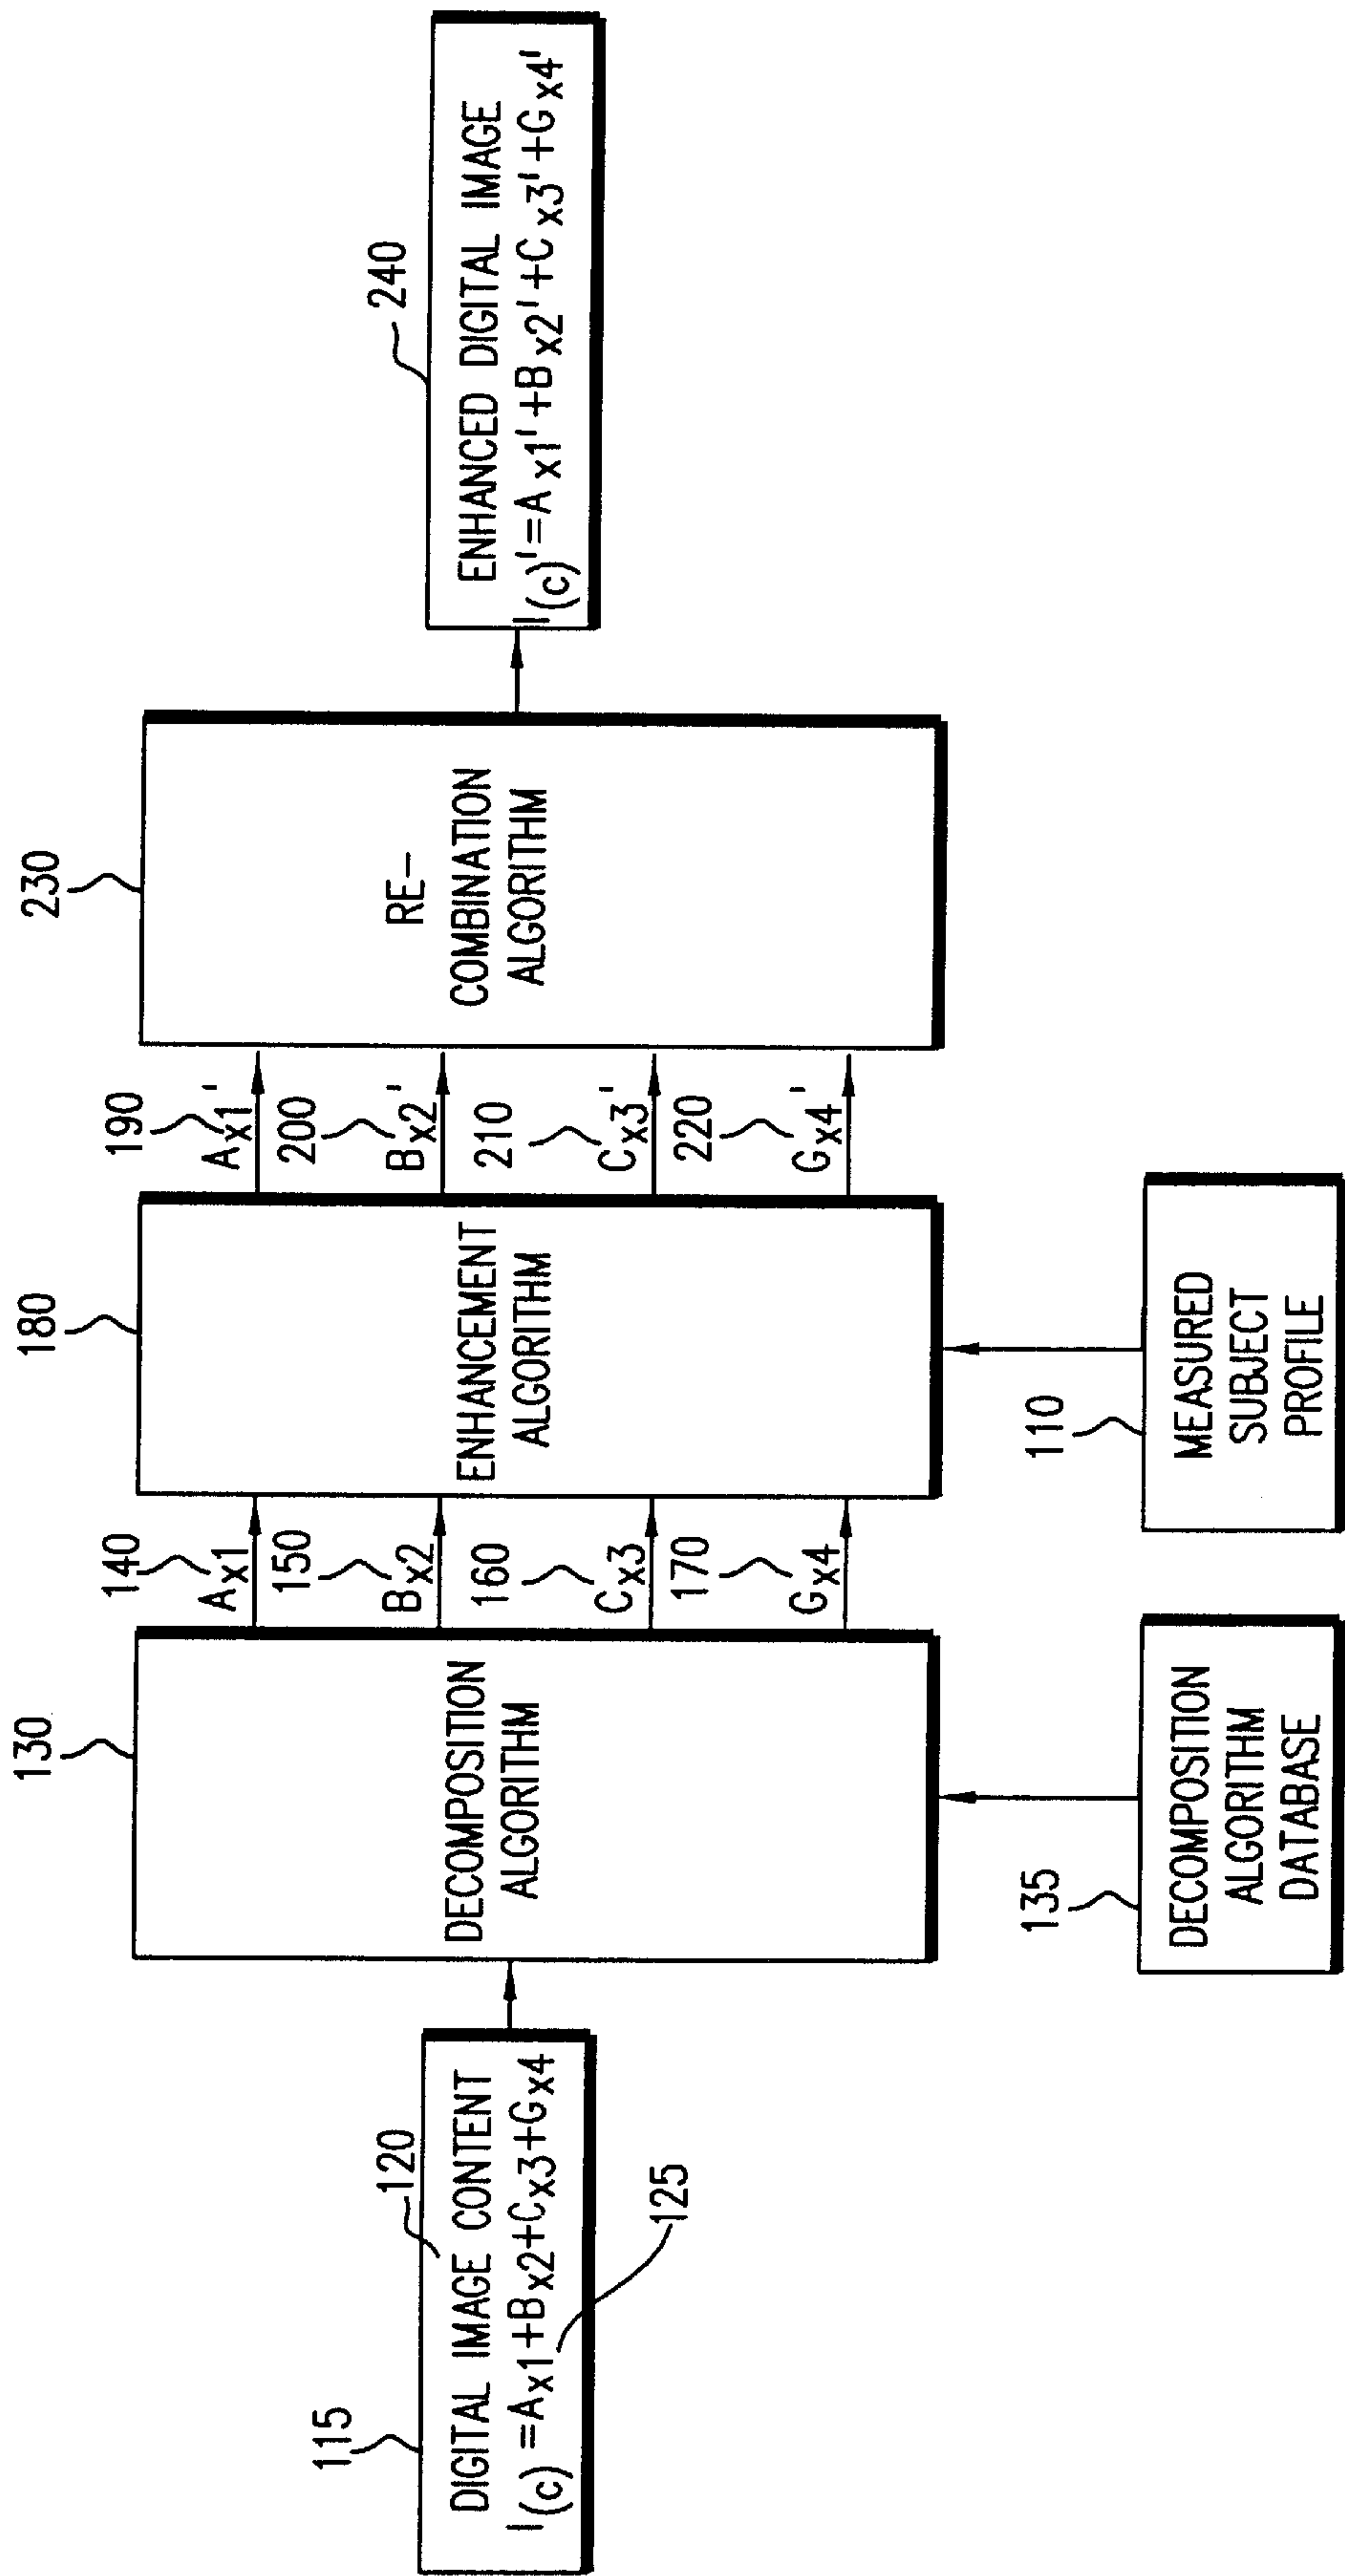 115
120
DIGITAL IMAGE CONTENT
I(c) =Ax1+Bx2+Cx3+Gx4
125
130
DECOMPOSITION
ALGORITHM
135
DECOMPOSITION
ALGORITHM
DATABASE
140
Ax1
150
Bx2
160
Cx3
170
Gx4
180
ENHANCEMENT
ALGORITHM
110
MEASURED
SUBJECT
PROFILE
190
Ax1'
200
Bx2'
210
Cx3'
220
Gx4'
230
RE-
COMBINATION
ALGORITHM
240
ENHANCED DIGITAL IMAGE
I(c)'=Ax1'+Bx2'+Cx3'+Gx4'